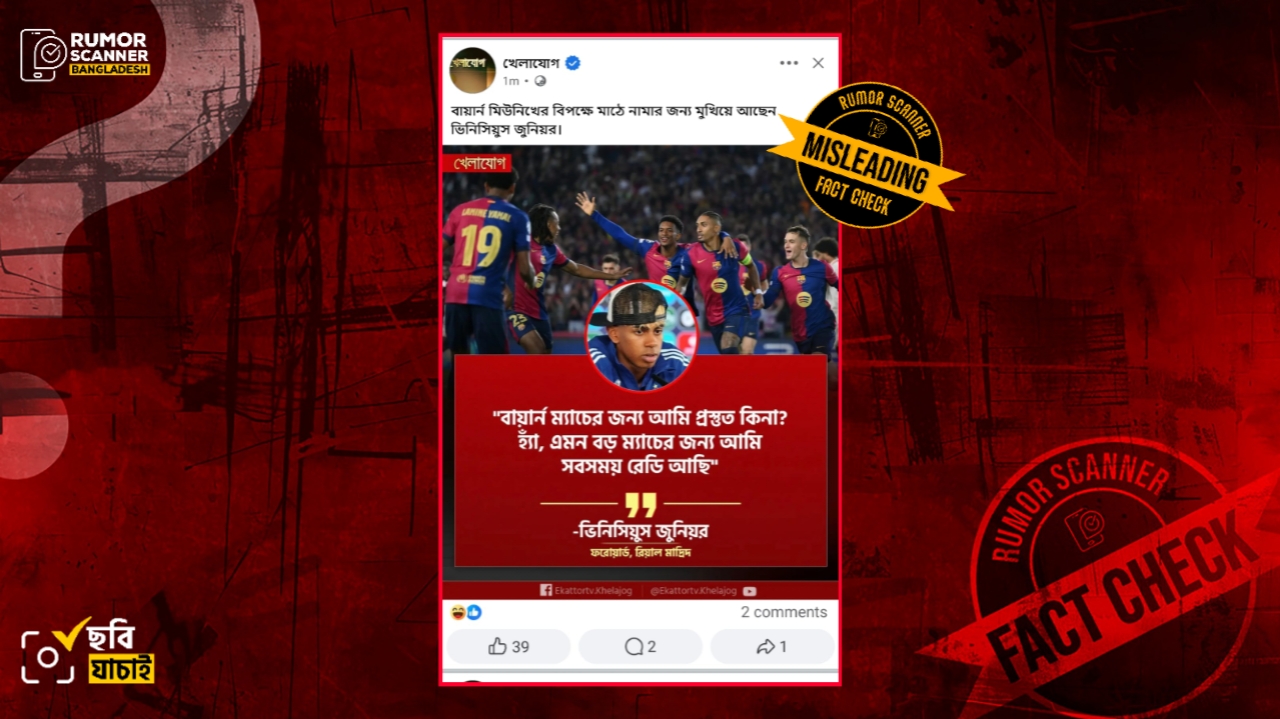 RUMOR
SCANNER
BANGLADESH
খেলাযোগ
খেলাযোগ
1m
বায়ার্ন মিউনিখের বিপক্ষে মাঠে নামার জন্য মুখিয়ে আছেন
ভিনিসিয়ুস জুনিয়র।
RUMOR SCANNER
MISLEADING
FACT CHECK
খেলাযোগ
LAMINE YAMAL
19
23
"বায়ার্ন ম্যাচের জন্য আমি প্রস্তুত কিনা?
হ্যাঁ, এমন বড় ম্যাচের জন্য আমি
সবসময় রেডি আছি"
-ভিনিসিয়ুস জুনিয়র
ফরোয়ার্ড, রিয়াল মাদ্রিদ
Ekattortv.Khelajog
@Ekattortv.Khelajog
2 comments
39
2
1
ছবি
যাচাই
RUMOR SCANNER
FACT CHECK